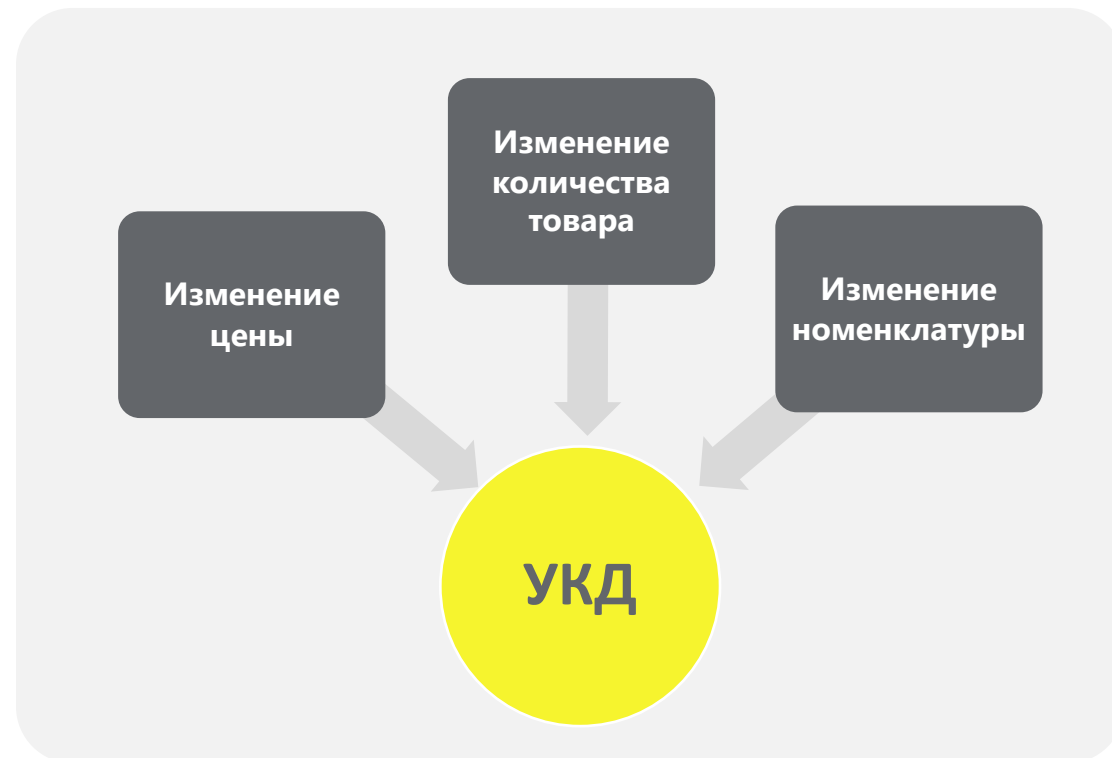 Изменение
цены
Изменение
количества
товара
Изменение
номенклатуры
УКД